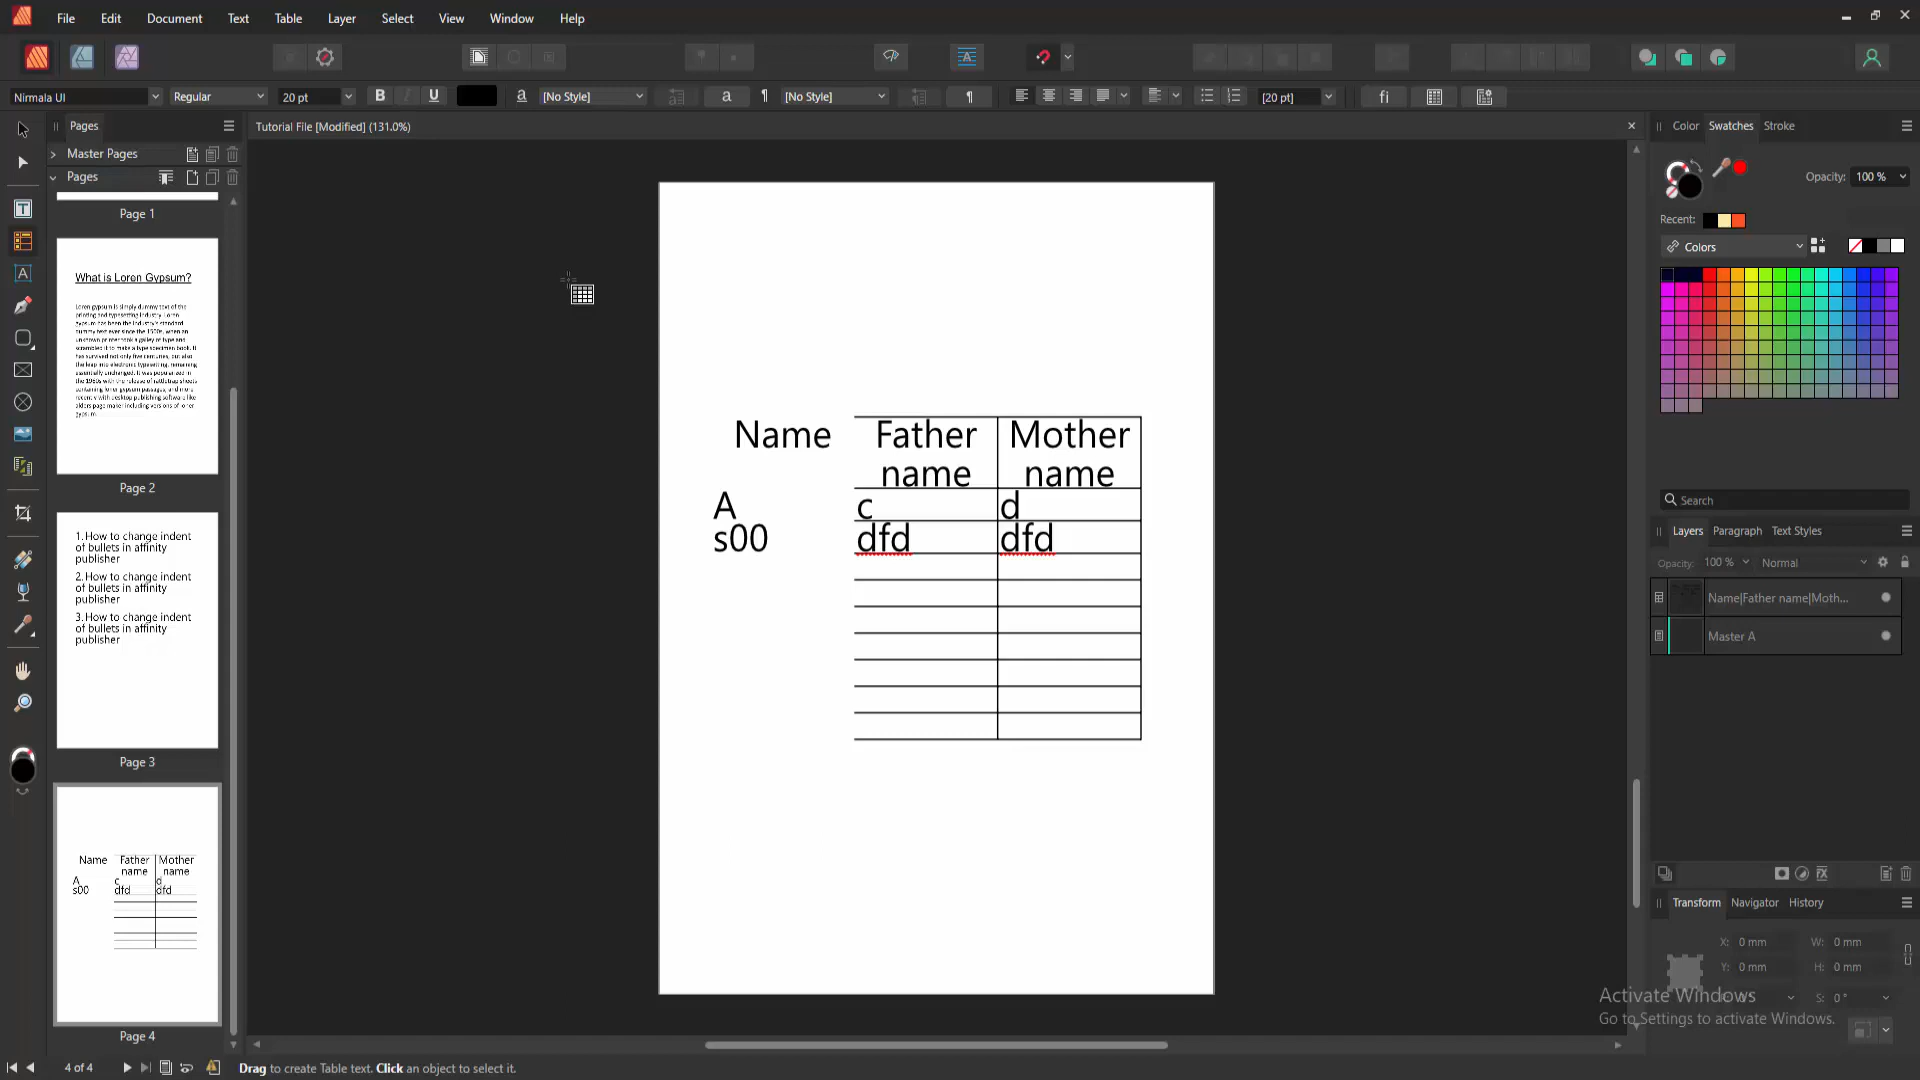 File Edit Document Text Table Layer Select View Window Help
Nirmala UI Regular 20 pt B I U a [No Style] a ¶ [No Style] ¶ [20 pt] fi
Pages
Master Pages
Pages
Page 1
What is Loren Gypsum?
Page 2
1. How to change indent
of bullets in affinity
publisher
2. How to change indent
of bullets in affinity
publisher
3. How to change indent
of bullets in affinity
publisher
Page 3
Name Father Mother
name name
A c d
s00 dfd dfd
Page 4
4 of 4
Tutorial File [Modified] (131.0%)
Name Father Mother
name name
A c d
s00 dfd dfd
Drag to create Table text. Click an object to select it.
Color Swatches Stroke
Opacity: 100 %
Recent:
Colors
Search
Layers Paragraph Text Styles
Opacity: 100 % Normal
Name|Father name|Moth...
Master A
Transform Navigator History
X: 0 mm W: 0 mm
Y: 0 mm H: 0 mm
S: 0 °
Activate Windows
Go to Settings to activate Windows.